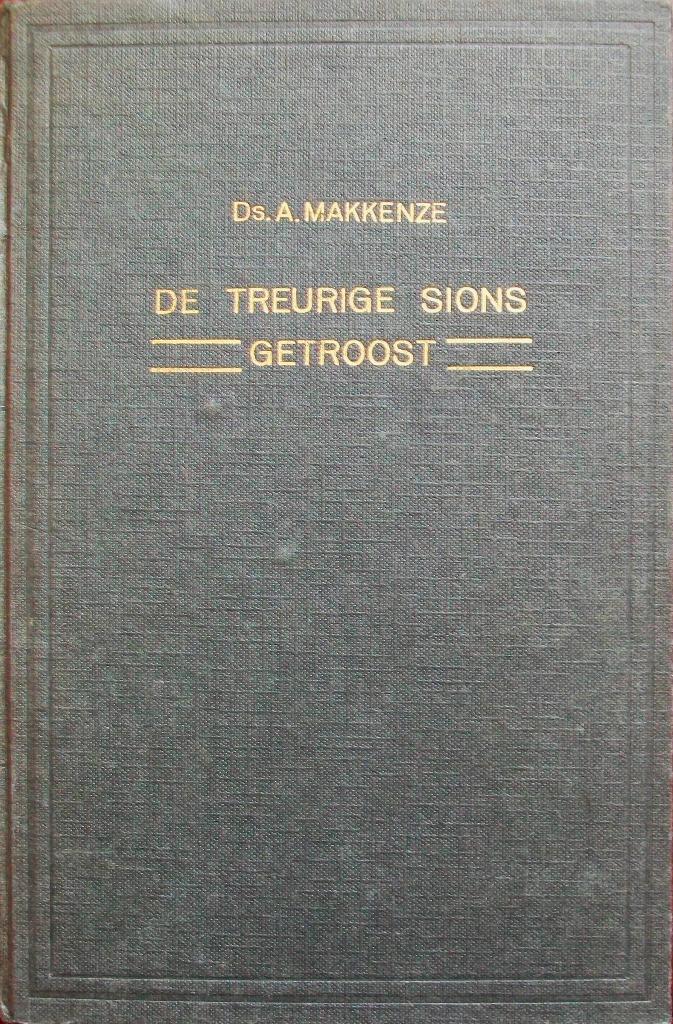 Ds. A. MAKKENZE
DE TREURIGE SIONS
GETROOST